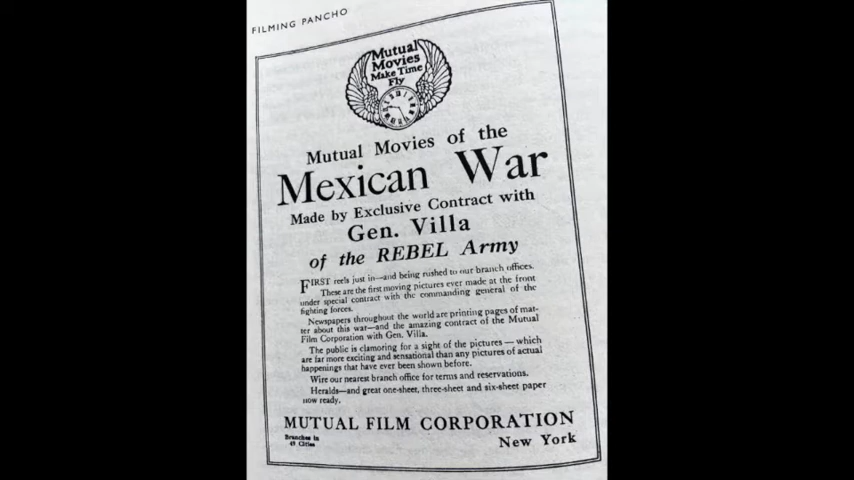 FILMING PANCHO
Mutual
Movies
Make Time
Fly
Mutual Movies of the
Mexican War
Made by Exclusive Contract with
Gen. Villa
of the REBEL Army
FIRST reels just in—and being rushed to our branch offices.
These are the first moving pictures ever made at the front
under special contract with the commanding general of the
fighting forces.
Newspapers throughout the world are printing pages of mat-
ter about this war—and the amazing contract of the Mutual
Film Corporation with Gen. Villa.
The public is clamoring for a sight of the pictures — which
are far more exciting and sensational than any pictures of actual
happenings that have ever been shown before.
Wire our nearest branch office for terms and reservations.
Heralds—and great one-sheet, three-sheet and six-sheet paper
now ready.
MUTUAL FILM CORPORATION
Branches in
49 Cities
New York